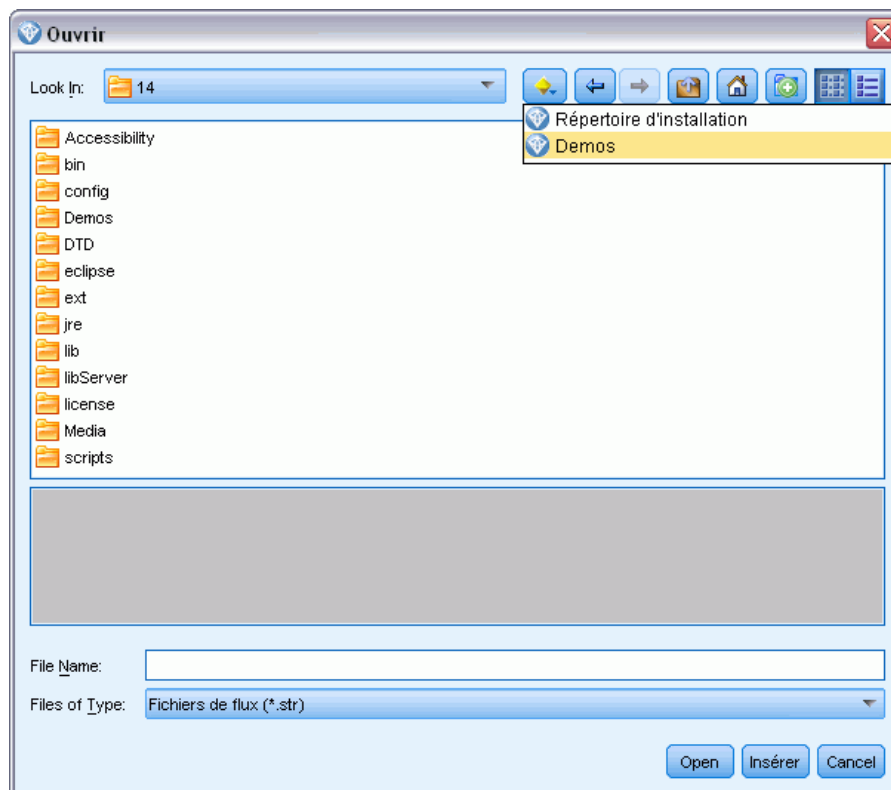 Ouvrir
Look In: 14
Répertoire d'installation
Demos
Accessibility
bin
config
Demos
DTD
eclipse
ext
jre
lib
libServer
license
Media
scripts
File Name:
Files of Type: Fichiers de flux (*.str)
Open Insérer Cancel